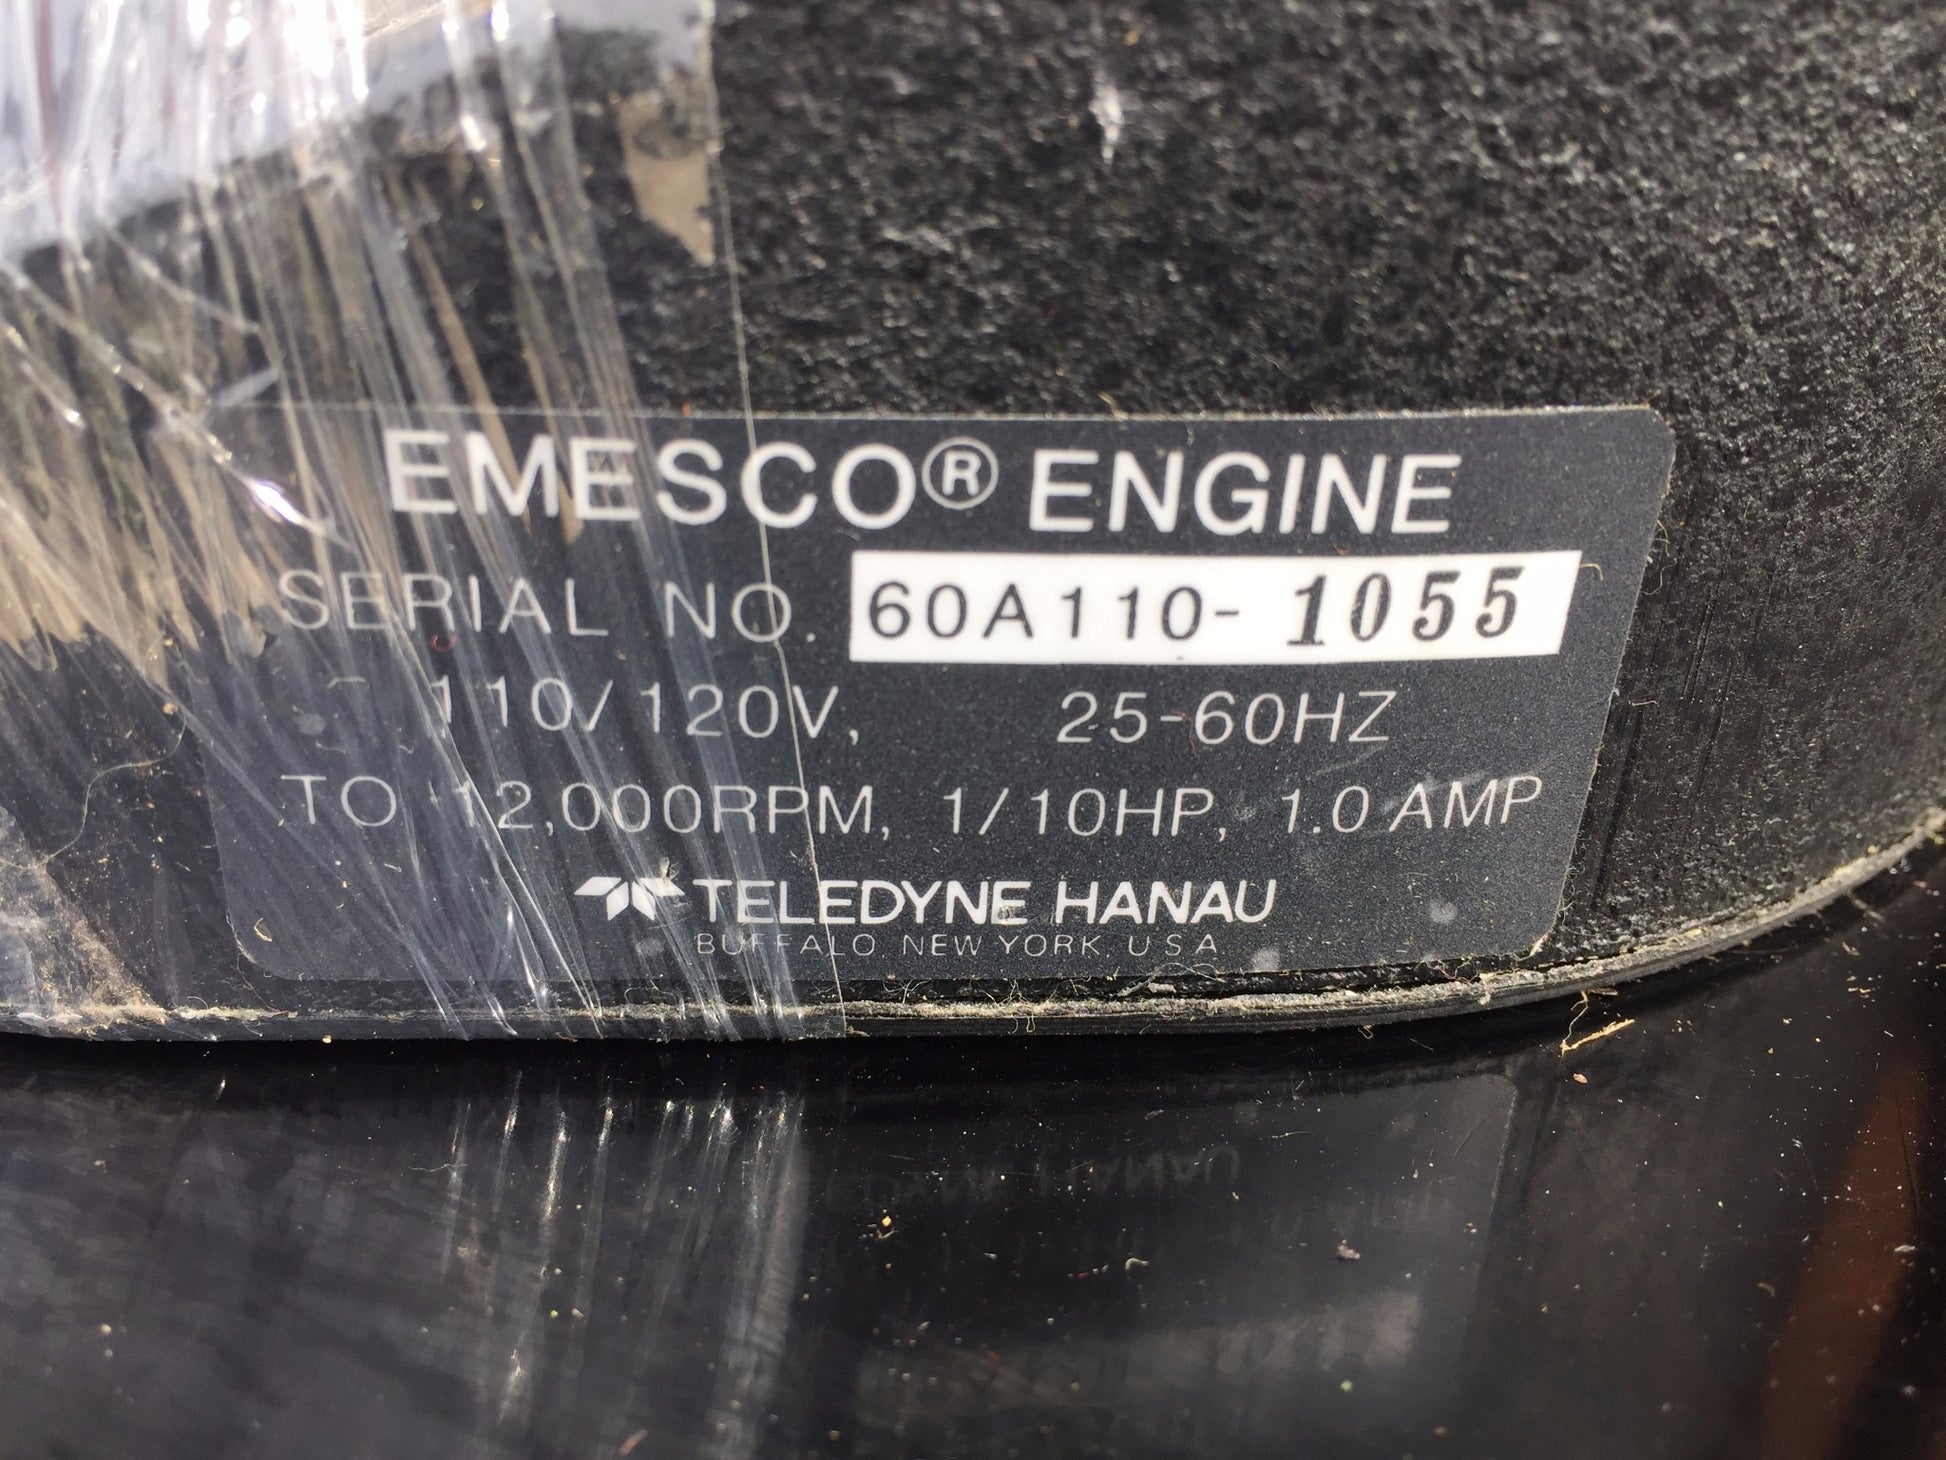 EMESCO® ENGINE
SERIAL NO. 60A110- 1055
110/120V, 25-60HZ
TO 12,000RPM, 1/10HP, 1.0 AMP
TELEDYNE HANAU
BUFFALO NEW YORK, USA